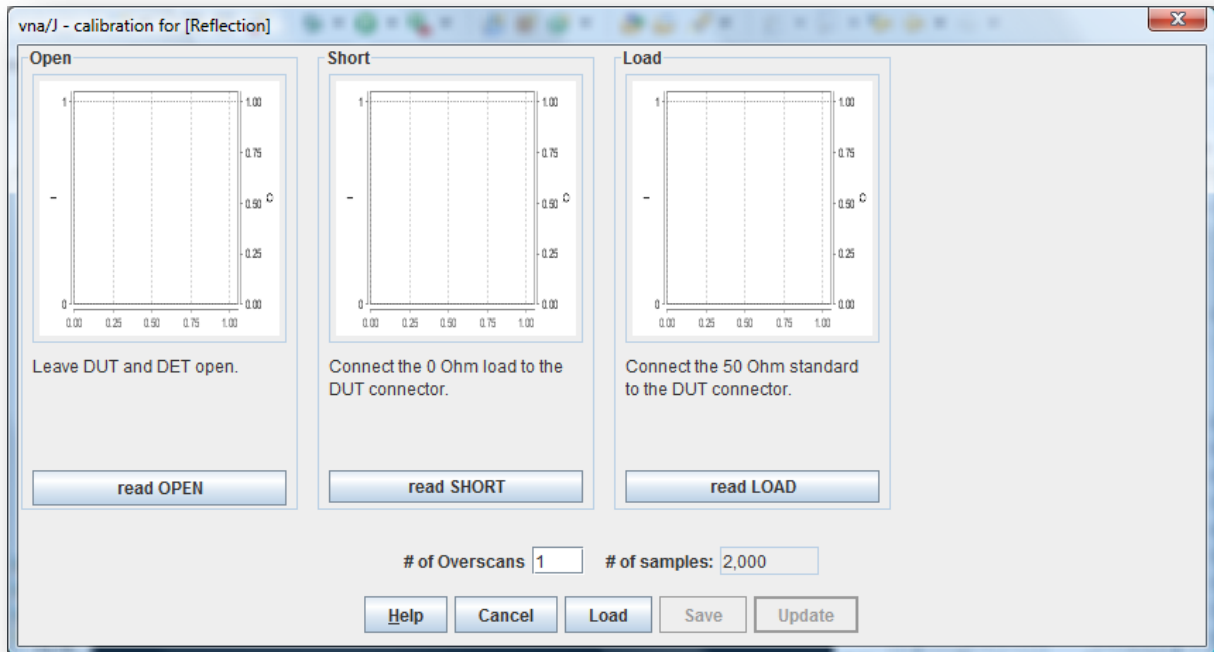 vna/J - calibration for [Reflection]
Open
Short
Load
1
1.00
0.75
0.50
0.25
0
0.00
0.00 0.25 0.50 0.75 1.00
1
1.00
0.75
0.50
0.25
0
0.00
0.00 0.25 0.50 0.75 1.00
1
1.00
0.75
0.50
0.25
0
0.00
0.00 0.25 0.50 0.75 1.00
Leave DUT and DET open.
Connect the 0 Ohm load to the
DUT connector.
Connect the 50 Ohm standard
to the DUT connector.
read OPEN
read SHORT
read LOAD
# of Overscans 1 # of samples: 2,000
Help Cancel Load Save Update